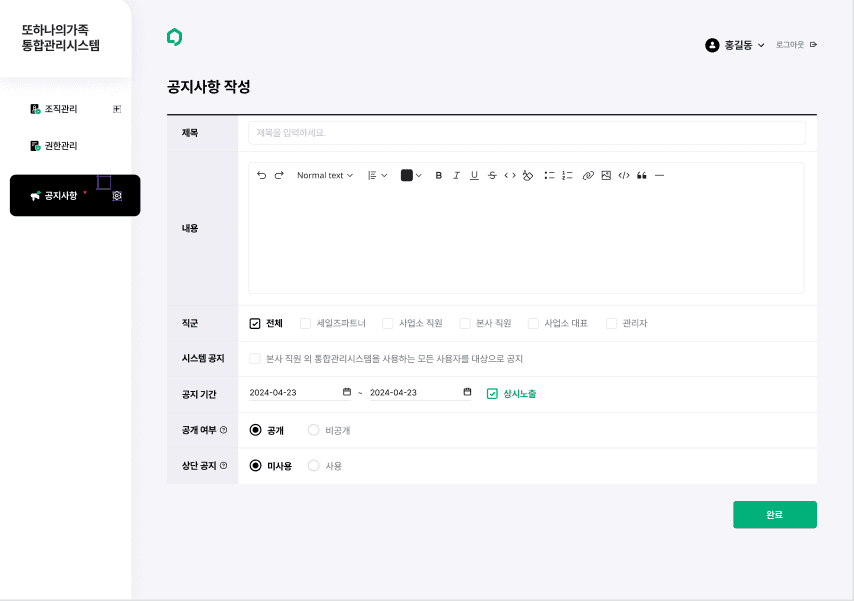 또하나의가족
통합관리시스템
홍길동
로그아웃
조직관리
권한관리
공지사항 *
공지사항 작성
제목
제목을 입력하세요.
내용
Normal text
B I U S
직군
전체 세일즈파트너 사업소 직원 본사 직원 사업소 대표 관리자
시스템 공지
본사 직원 외 통합관리시스템을 사용하는 모든 사용자를 대상으로 공지
공지 기간
2024-04-23 ~ 2024-04-23 상시노출
공개 여부
공개 비공개
상단 공지
미사용 사용
완료